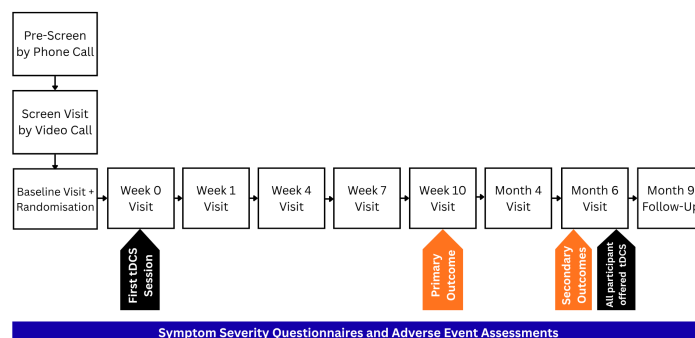 Pre-Screen
by Phone Call
Screen Visit
by Video Call
Baseline Visit +
Randomisation
Week 0
Visit
Week 1
Visit
Week 4
Visit
Week 7
Visit
Week 10
Visit
Month 4
Visit
Month 6
Visit
Month 9
Follow-Up
First tDCS
Session
Primary
Outcome
Secondary
Outcomes
All participant
offered tDCS
Symptom Severity Questionnaires and Adverse Event Assessments